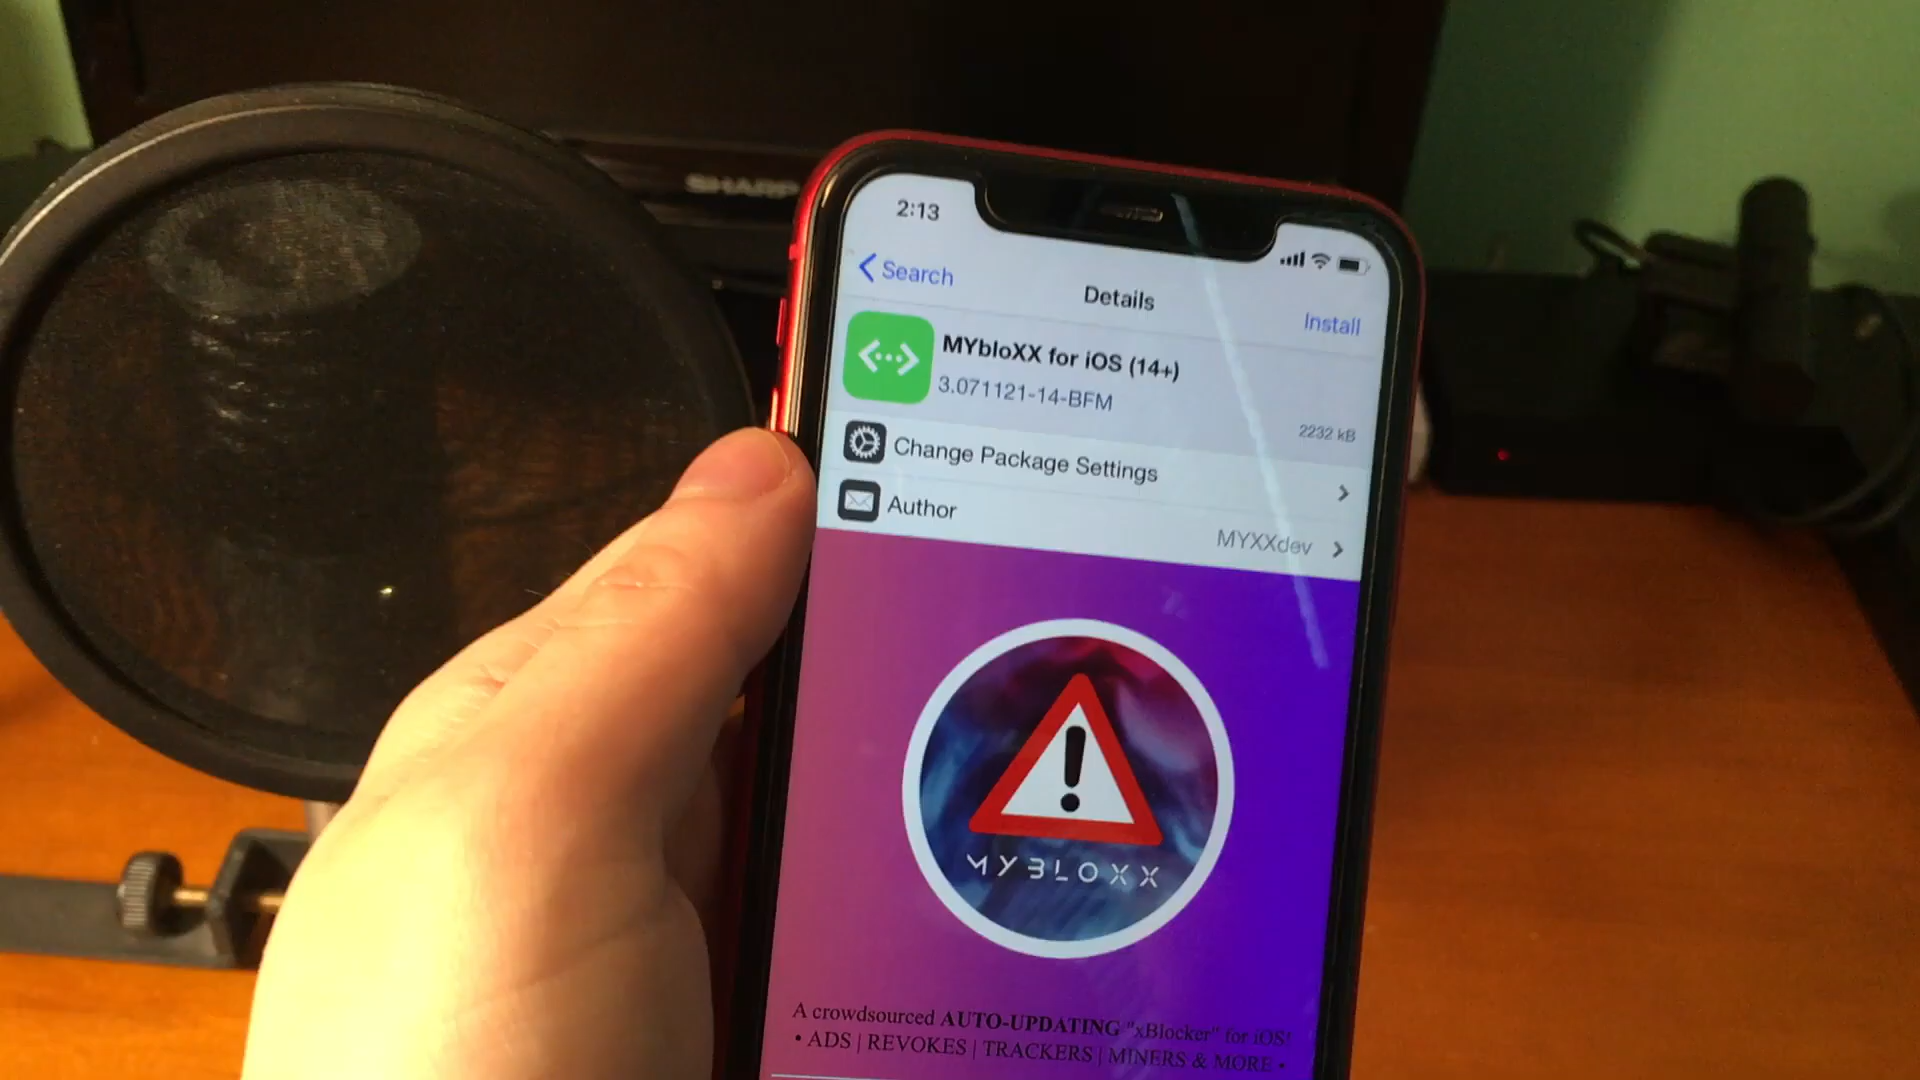 SHARP
2:13
Search
Details
Install
MYbloXX for iOS (14+)
3.071121-14-BFM
2232 kB
Change Package Settings
Author
MYXXdev
MYBLOXX
A crowdsourced AUTO-UPDATING "xBlocker" for iOS!
• ADS | REVOKES | TRACKERS | MINERS & MORE •